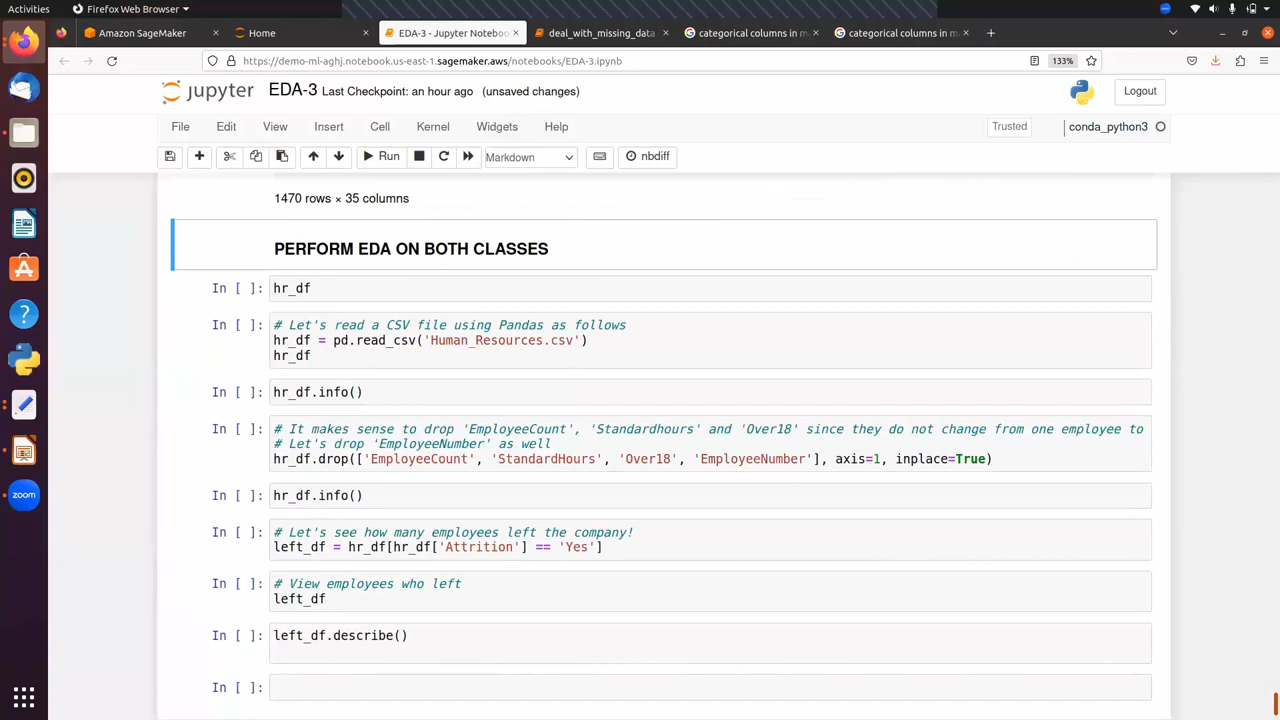 Activities
Firefox Web Browser
Amazon SageMaker
Home
EDA-3 - Jupyter Noteboo
deal_with_missing_data
categorical columns in m
categorical columns in m
https://demo-ml-aghj.notebook.us-east-1.sagemaker.aws/notebooks/EDA-3.ipynb
133%
jupyter EDA-3 Last Checkpoint: an hour ago (unsaved changes)
Logout
File Edit View Insert Cell Kernel Widgets Help
Trusted
conda_python3
Run
Markdown
nbdiff
1470 rows × 35 columns
PERFORM EDA ON BOTH CLASSES
In [ ]: hr_df
In [ ]: # Let's read a CSV file using Pandas as follows
hr_df = pd.read_csv('Human_Resources.csv')
hr_df
In [ ]: hr_df.info()
In [ ]: # It makes sense to drop 'EmployeeCount', 'Standardhours' and 'Over18' since they do not change from one employee to
# Let's drop 'EmployeeNumber' as well
hr_df.drop(['EmployeeCount', 'StandardHours', 'Over18', 'EmployeeNumber'], axis=1, inplace=True)
In [ ]: hr_df.info()
In [ ]: # Let's see how many employees left the company!
left_df = hr_df[hr_df['Attrition'] == 'Yes']
In [ ]: # View employees who left
left_df
In [ ]: left_df.describe()
In [ ]:
zoom